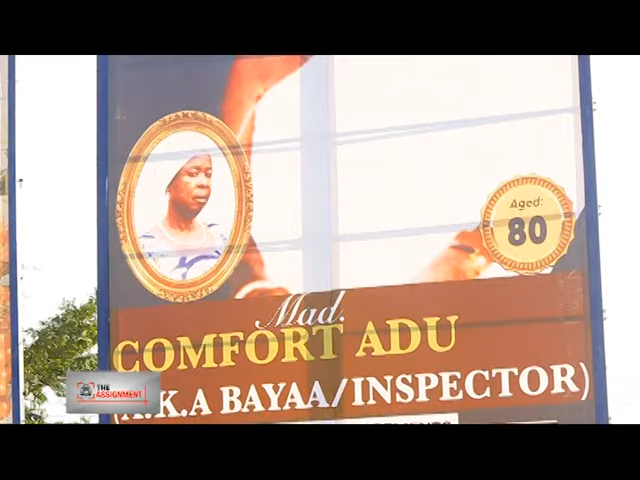 Aged:
80
Mad.
COMFORT ADU
(A.K.A BAYAA/INSPECTOR)
THE
ASSIGNMENT